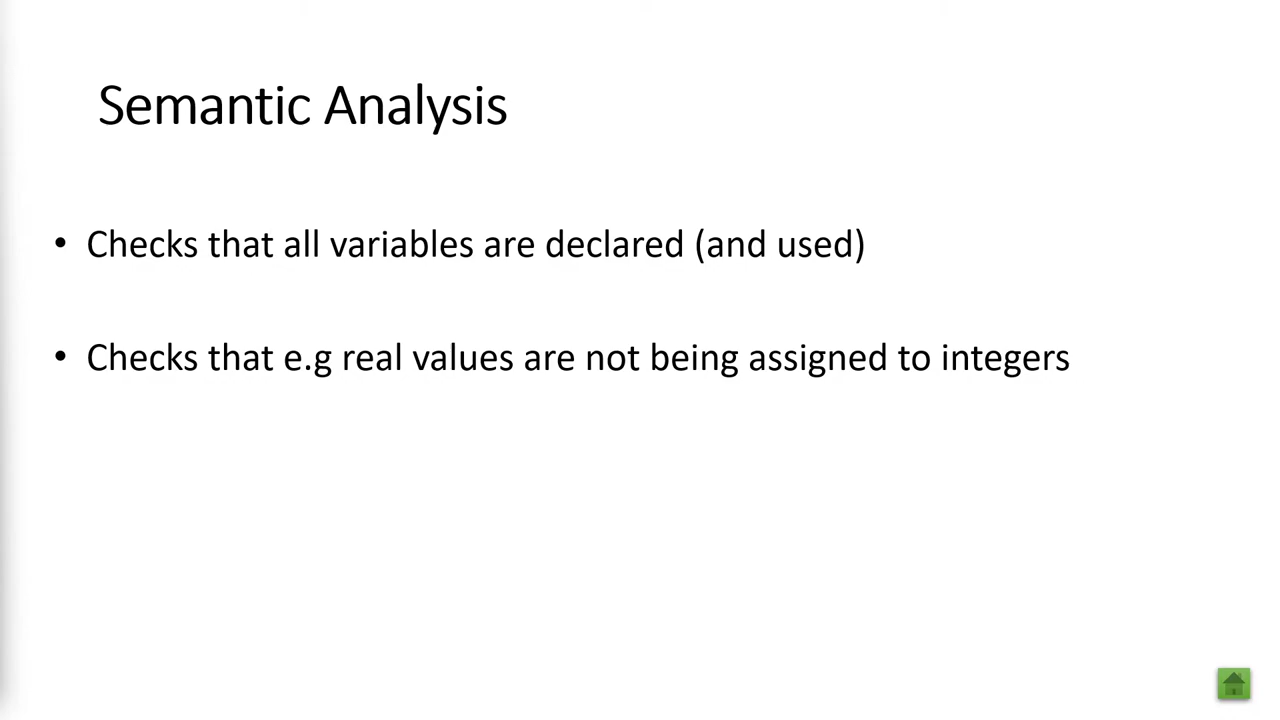 Semantic Analysis
• Checks that all variables are declared (and used)
• Checks that e.g real values are not being assigned to integers